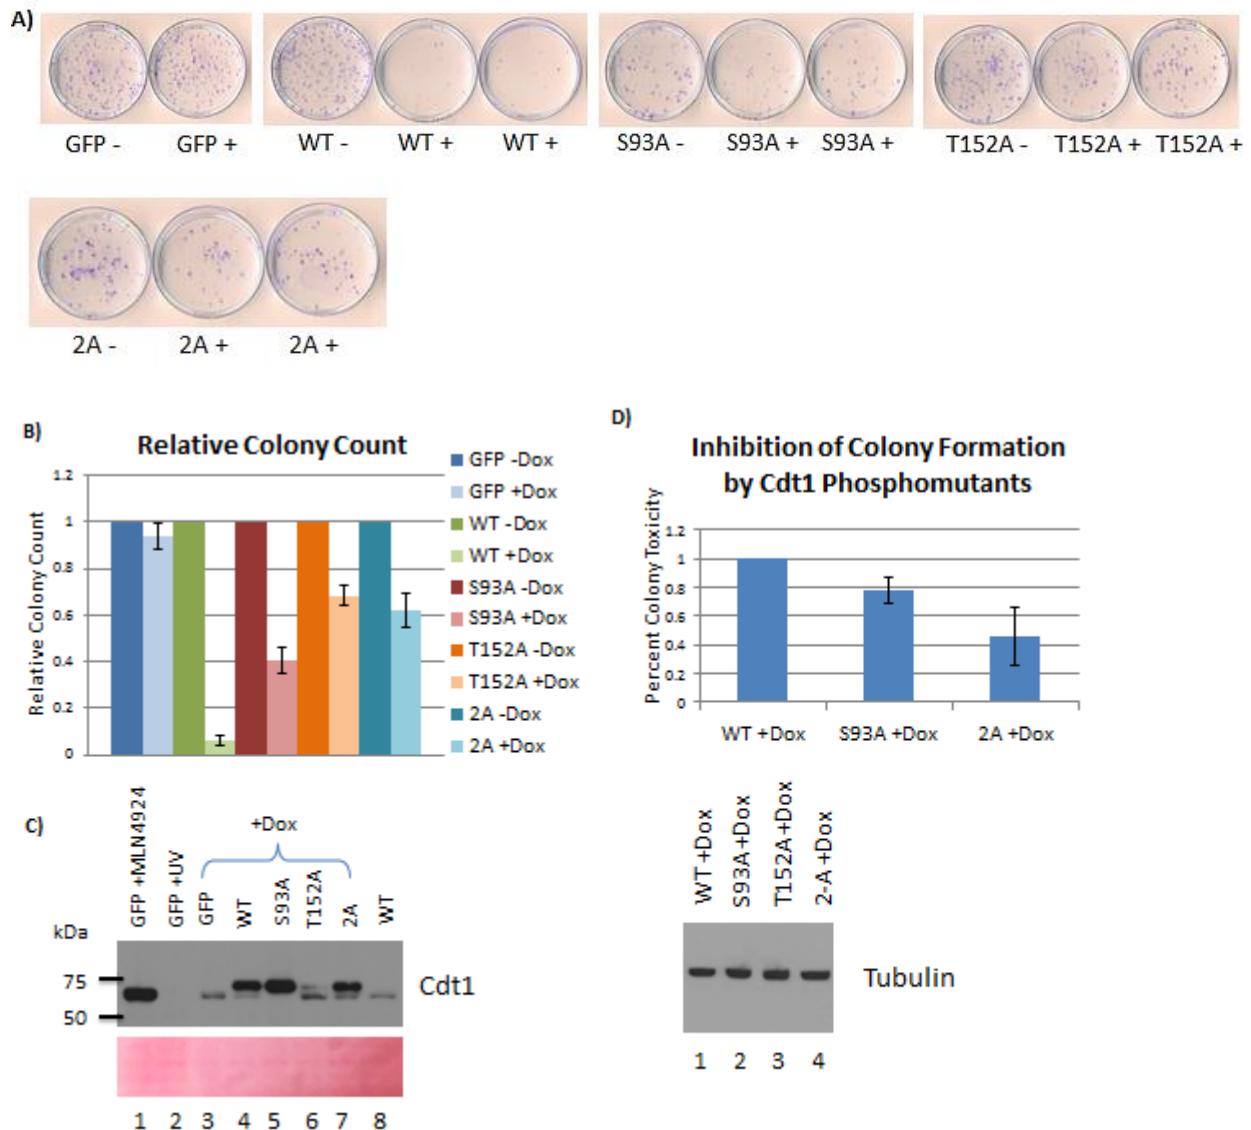 A)
GFP - GFP + WT - WT + WT + S93A - S93A + S93A + T152A - T152A + T152A +
2A - 2A + 2A +
B)
Relative Colony Count
Relative Colony Count
1.2
1
0.8
0.6
0.4
0.2
0
GFP -Dox
GFP +Dox
WT -Dox
WT +Dox
S93A -Dox
S93A +Dox
T152A -Dox
T152A +Dox
2A -Dox
2A +Dox
D)
Inhibition of Colony Formation
by Cdt1 Phosphomutants
Percent Colony Toxicity
1.2
1
0.8
0.6
0.4
0.2
0
WT +Dox S93A +Dox 2A +Dox
C)
+Dox
GFP +MLN4924
GFP +UV
GFP
WT
S93A
T152A
2A
WT
kDa
75
50
Cdt1
1 2 3 4 5 6 7 8
WT +Dox
S93A +Dox
T152A +Dox
2-A +Dox
Tubulin
1 2 3 4